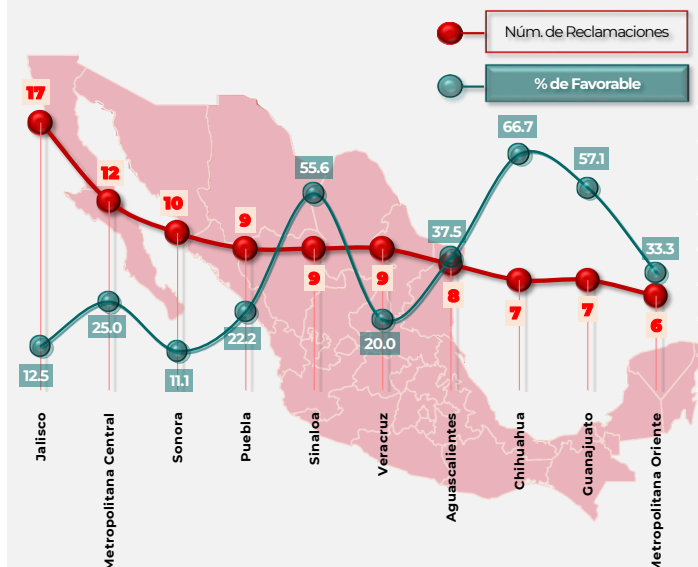 Núm. de Reclamaciones
% de Favorable
17
12
10
9
9
9
8
7
7
6
12.5
25.0
11.1
22.2
55.6
20.0
37.5
66.7
57.1
33.3
Jalisco
Metropolitana Central
Sonora
Puebla
Sinaloa
Veracruz
Aguascalientes
Chihuahua
Guanajuato
Metropolitana Oriente